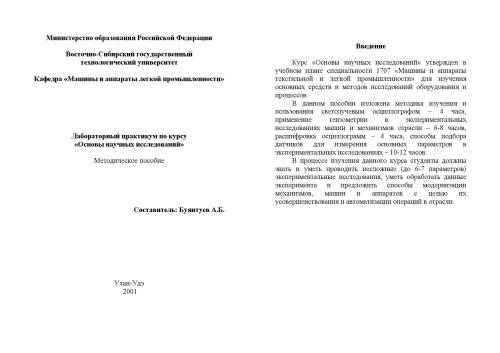 Министерство образования Российской Федерации
Восточно-Сибирский государственный
технологический университет
Кафедра «Машины и аппараты легкой промышленности»
Лабораторный практикум по курсу
«Основы научных исследований»
Методическое пособие
Составитель: Буянтуев А.Б.
Улан-Удэ
2001
Введение
Курс «Основы научных исследований» утвержден в
учебном плане специальности 1707 «Машины и аппараты
текстильной и легкой промышленности» для изучения
основных средств и методов исследований оборудования и
процессов.
В данном пособии изложена методика изучения и
пользования светолучевым осциллографом – 4 часа,
применение тензометрии в экспериментальных
исследованиях машин и механизмов отрасли – 6-8 часов,
расшифровка осциллограмм – 4 часа, способы подбора
датчиков для измерения основных параметров в
экспериментальных исследованиях – 10-12 часов.
В процессе изучения данного курса студенты должны
знать и уметь проводить несложные (до 6-7 параметров)
экспериментальные исследования, уметь обработать данные
эксперимента и предложить способы модернизации
механизмов, машин и аппаратов с целью их
усовершенствования и автоматизации операций в отрасли.